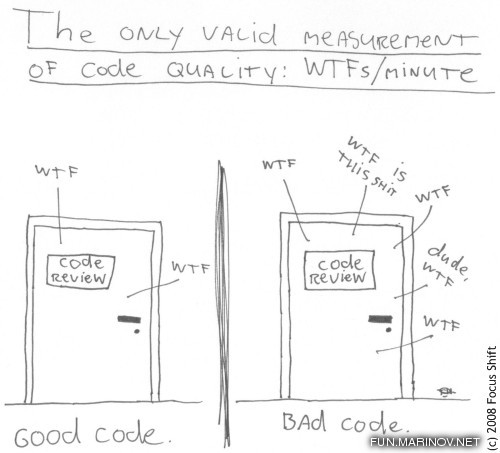 The ONLY VALID MEASUREMENT
OF CODE QUALITY: WTFs/MINUTE
WTF
CODE
REVIEW
WTF
GOOD CODE.
WTF
WTF IS
THIS SHIT
WTF
CODE
REVIEW
dude,
WTF
WTF
BAD CODE.
(c) 2008 Focus Shift
FUN.MARINOV.NET